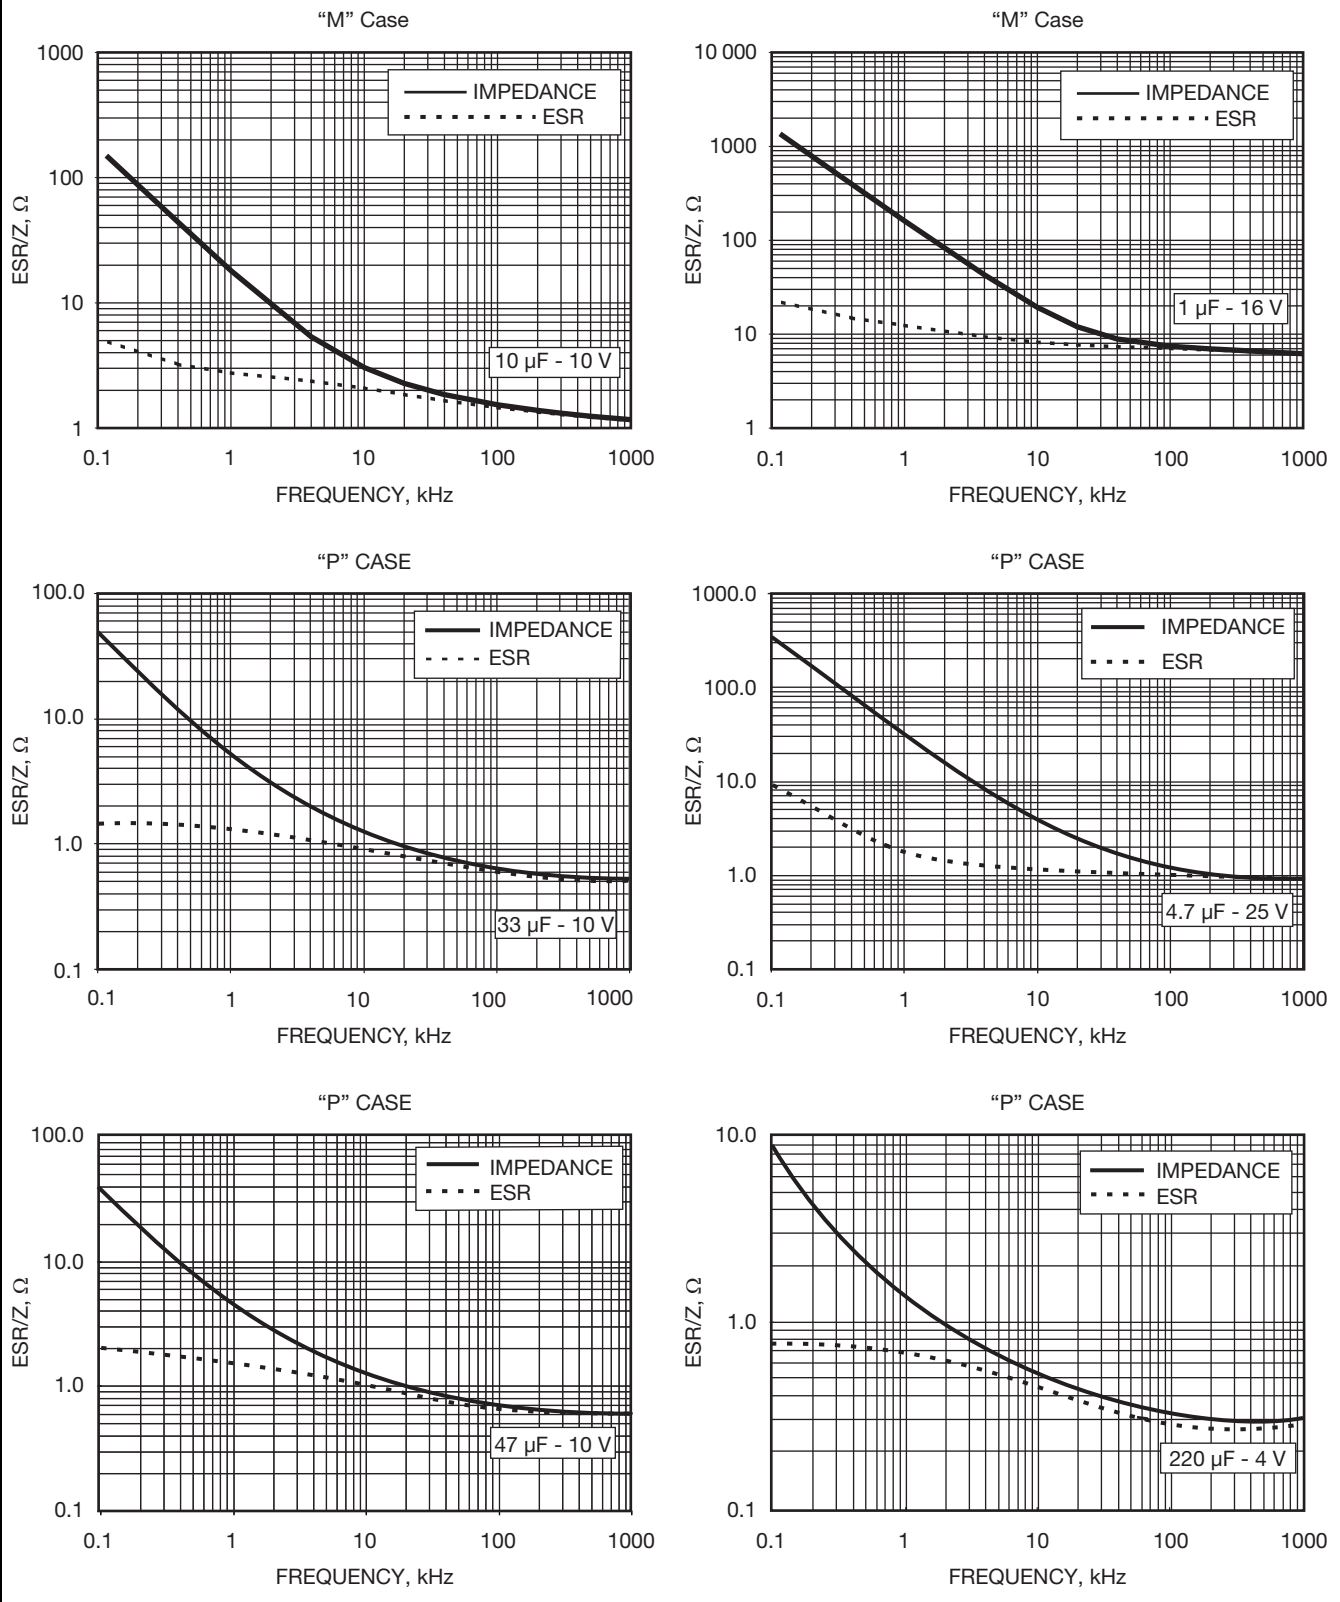 “M” Case
1000
100
10
1
ESR/Z, Ω
IMPEDANCE
ESR
10 µF - 10 V
0.1 1 10 100 1000
FREQUENCY, kHz
“M” Case
10 000
1000
100
10
1
ESR/Z, Ω
IMPEDANCE
ESR
1 µF - 16 V
0.1 1 10 100 1000
FREQUENCY, kHz
“P” CASE
100.0
10.0
1.0
0.1
ESR/Z, Ω
IMPEDANCE
ESR
33 µF - 10 V
0.1 1 10 100 1000
FREQUENCY, kHz
“P” CASE
1000.0
100.0
10.0
1.0
0.1
ESR/Z, Ω
IMPEDANCE
ESR
4.7 µF - 25 V
0.1 1 10 100 1000
FREQUENCY, kHz
“P” CASE
100.0
10.0
1.0
0.1
ESR/Z, Ω
IMPEDANCE
ESR
47 µF - 10 V
0.1 1 10 100 1000
FREQUENCY, kHz
“P” CASE
10.0
1.0
0.1
ESR/Z, Ω
IMPEDANCE
ESR
220 µF - 4 V
0.1 1 10 100 1000
FREQUENCY, kHz